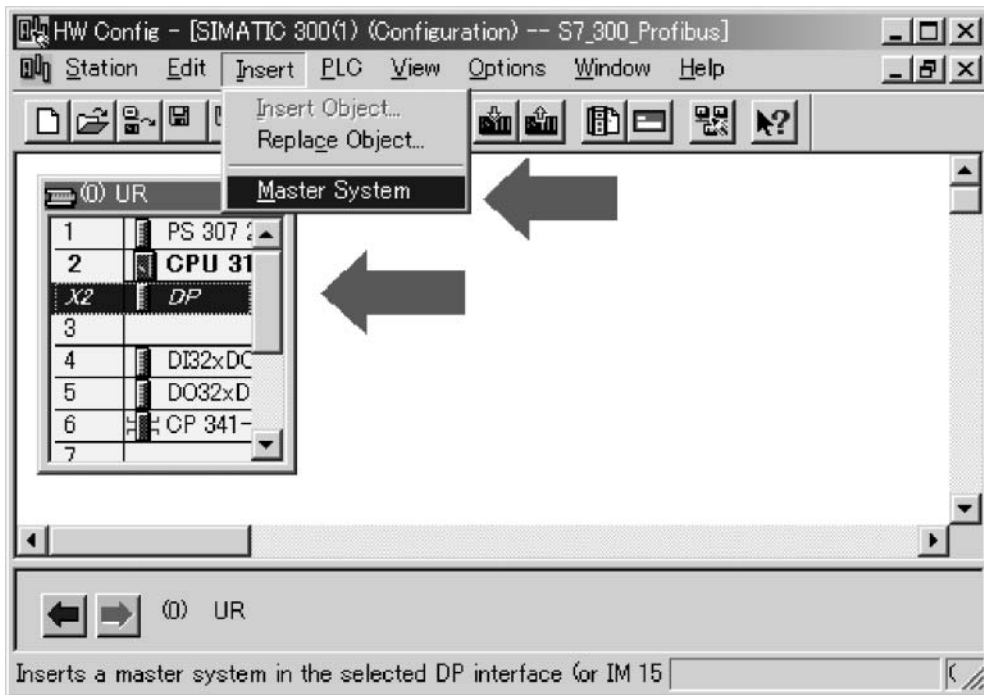 HW Config - [SIMATIC 300(1) (Configuration) -- S7_300_Profibus]
Station Edit Insert PLC View Options Window Help
Insert Object...
Replace Object...
Master System
(0) UR
1 PS 307 2
2 CPU 31
X2 DP
3
4 DI32xDC
5 DO32xD
6 CP 341-
7
(0) UR
Inserts a master system in the selected DP interface (or IM 15